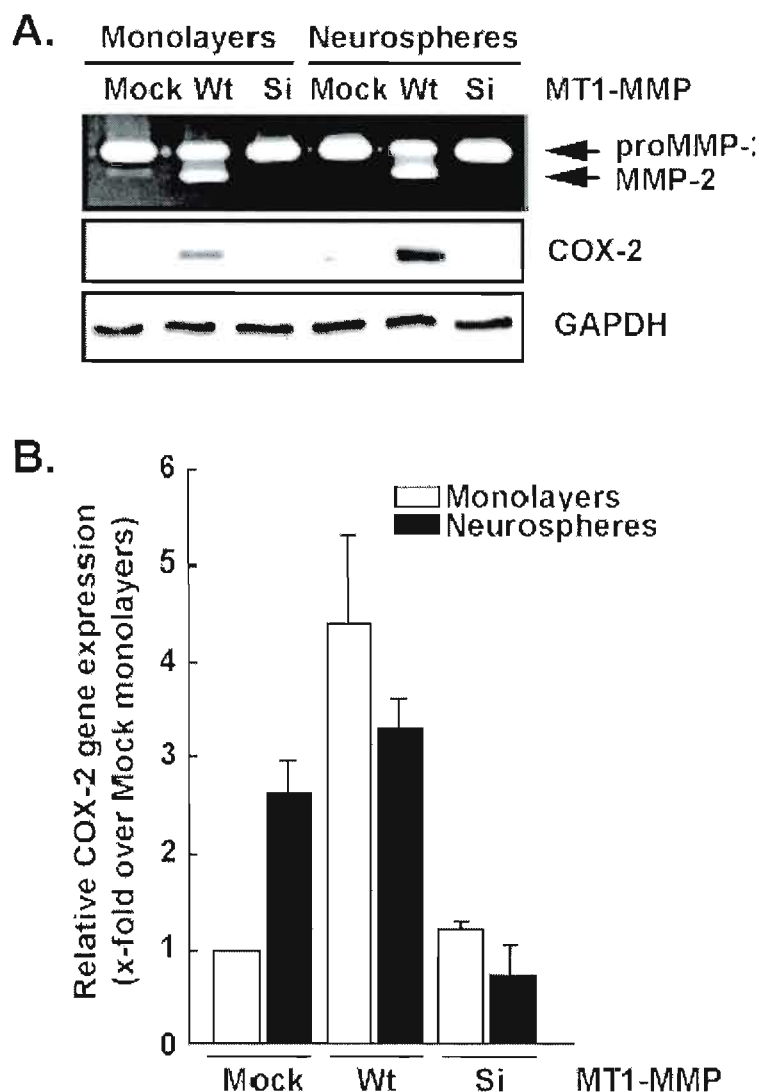 A.
Monolayers Neurospheres
Mock Wt Si Mock Wt Si MT1-MMP
proMMP-:
MMP-2
COX-2
GAPDH
B.
Relative COX-2 gene expression
(x-fold over Mock monolayers)
6
5
4
3
2
1
0
Monolayers
Neurospheres
Mock Wt Si MT1-MMP